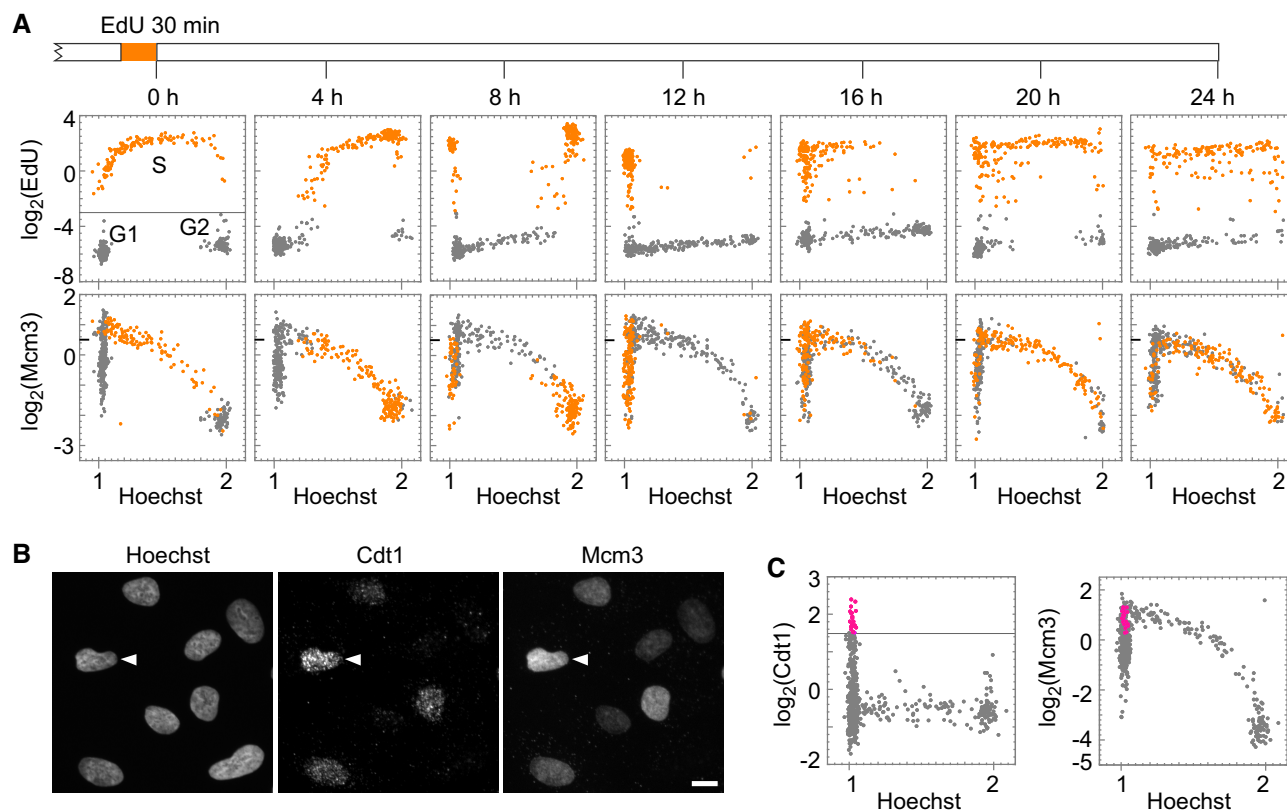 A
EdU 30 min
0 h 4 h 8 h 12 h 16 h 20 h 24 h
log2(EdU)
4
0
-4
-8
S
G1
G2
log2(Mcm3)
2
0
-3
1 2 1 2 1 2 1 2 1 2 1 2 1 2
Hoechst Hoechst Hoechst Hoechst Hoechst Hoechst Hoechst
B
Hoechst Cdt1 Mcm3
C
log2(Cdt1)
3
2
0
-2
1 2
Hoechst
log2(Mcm3)
2
0
-2
-4
-5
1 2
Hoechst